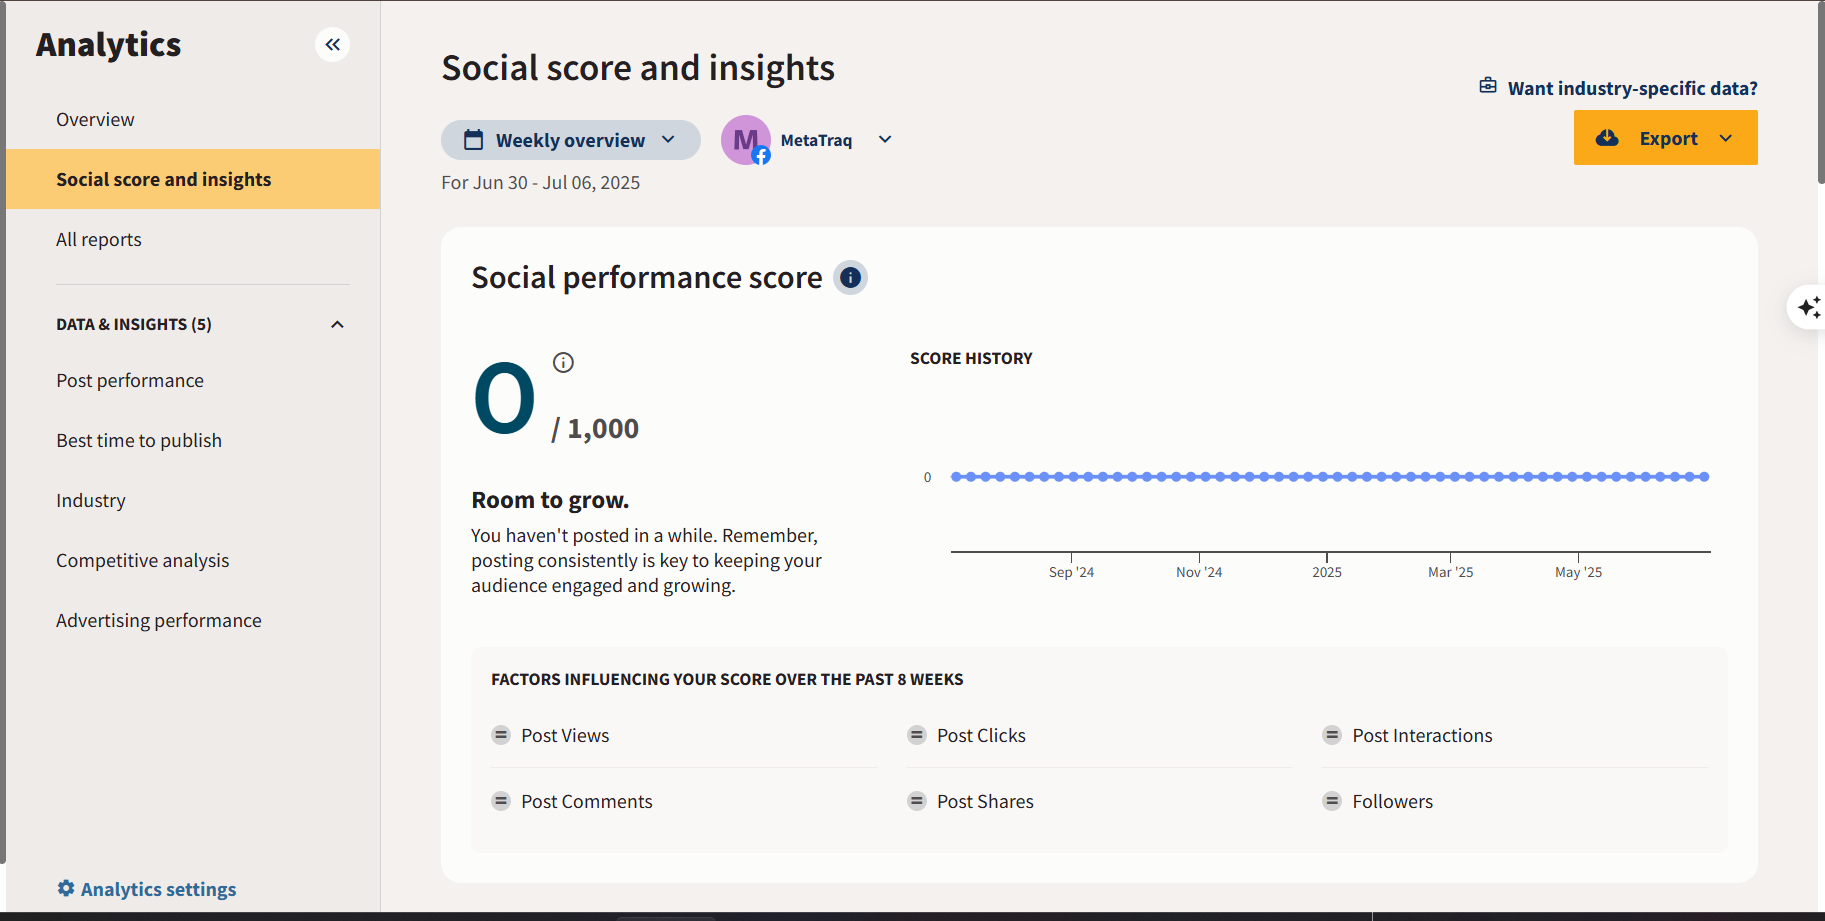 Analytics
Overview
Social score and insights
All reports
DATA & INSIGHTS (5)
Post performance
Best time to publish
Industry
Competitive analysis
Advertising performance
Analytics settings
Social score and insights
Weekly overview
M
MetaTraq
For Jun 30 - Jul 06, 2025
Want industry-specific data?
Export
Social performance score
0
/ 1,000
Room to grow.
You haven't posted in a while. Remember,
posting consistently is key to keeping your
audience engaged and growing.
SCORE HISTORY
0
Sep '24 Nov '24 2025 Mar '25 May '25
FACTORS INFLUENCING YOUR SCORE OVER THE PAST 8 WEEKS
Post Views Post Clicks Post Interactions
Post Comments Post Shares Followers